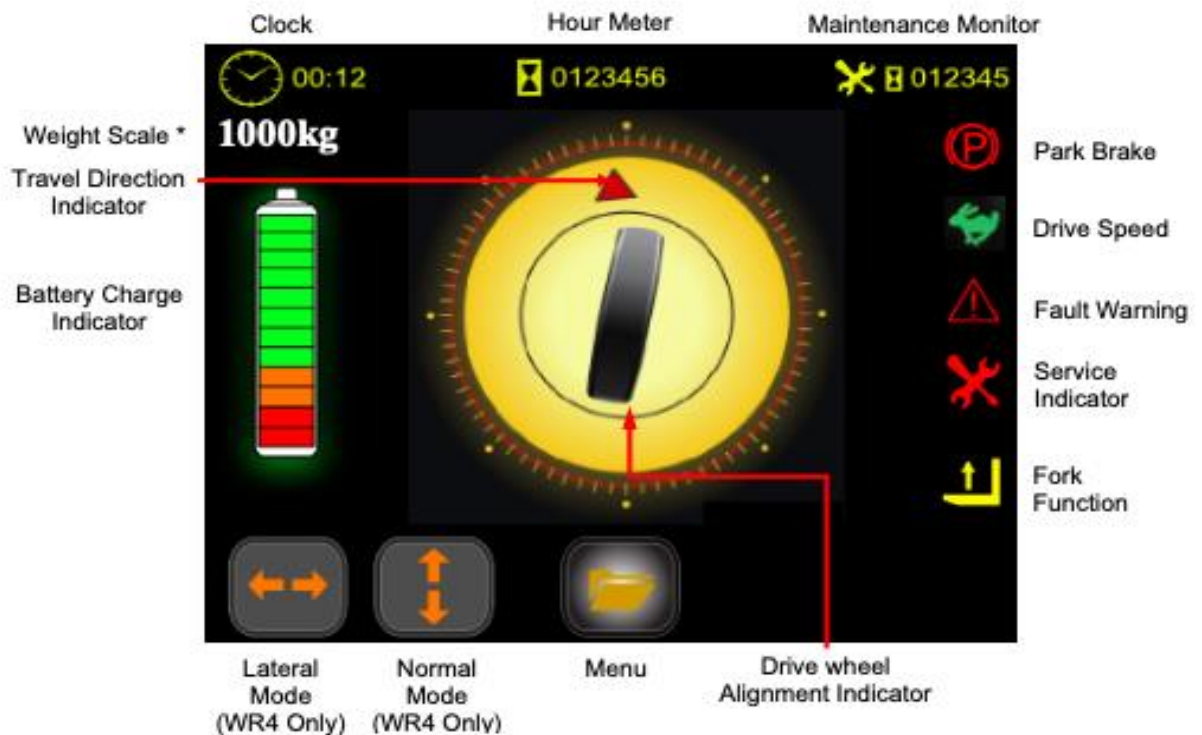 Clock
Hour Meter
Maintenance Monitor
00:12
0123456
012345
Weight Scale *
1000kg
Travel Direction
Indicator
Battery Charge
Indicator
P
Park Brake
Drive Speed
!
Fault Warning
Service
Indicator
Fork
Function
Lateral
Mode
(WR4 Only)
Normal
Mode
(WR4 Only)
Menu
Drive wheel
Alignment Indicator